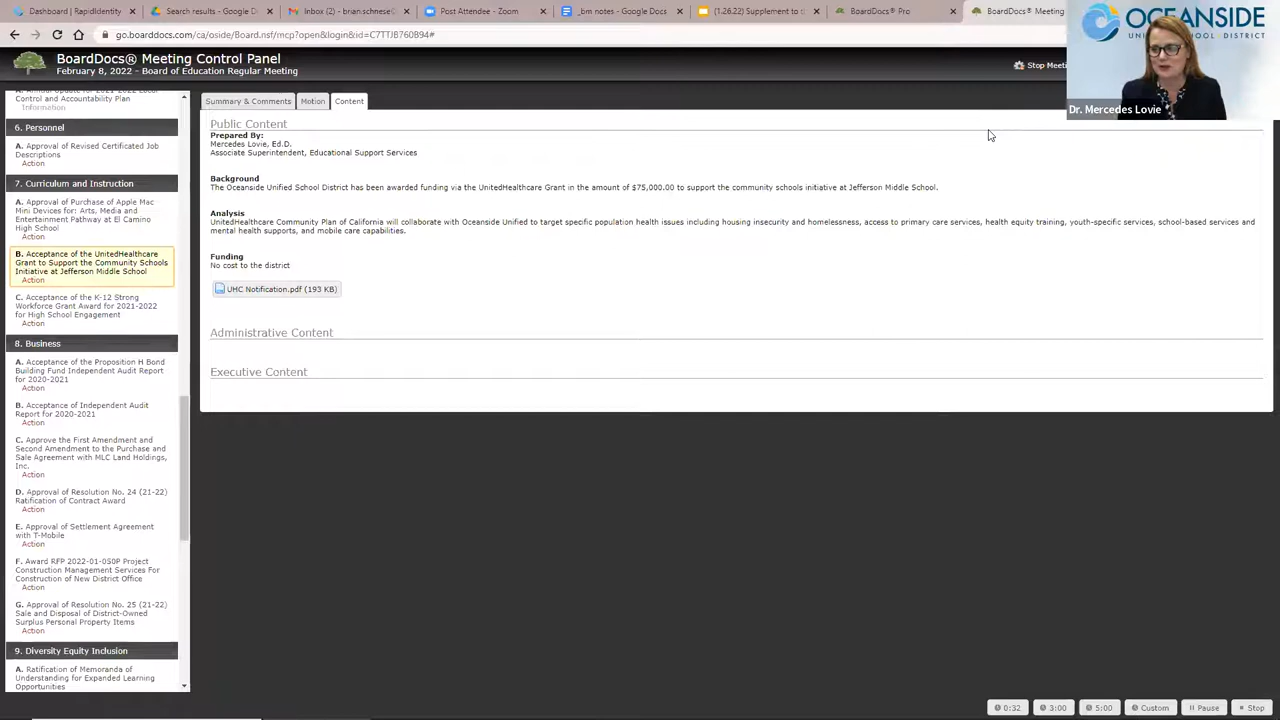 Dashboard | RapidIdentity
Search results - Google D
Inbox (2) - brian.schnese@
Post Attendee - Zoom
_bm notes - Google Docs
(1.26.22) Supplement to th
BoardDocs® Pro
BoardDocs® Meeting
go.boarddocs.com/ca/oside/Board.nsf/mcp?open&login&id=C7TTJB760B94#
BoardDocs® Meeting Control Panel
February 8, 2022 - Board of Education Regular Meeting
Stop Meeti
OCEANSIDE
UNIFIED SCHOOL DISTRICT
Dr. Mercedes Lovie
A. Annual Update for 2021-2022 Local
Control and Accountability Plan
Information
6. Personnel
A. Approval of Revised Certificated Job
Descriptions
Action
7. Curriculum and Instruction
A. Approval of Purchase of Apple Mac
Mini Devices for: Arts, Media and
Entertainment Pathway at El Camino
High School
Action
B. Acceptance of the UnitedHealthcare
Grant to Support the Community Schools
Initiative at Jefferson Middle School
Action
C. Acceptance of the K-12 Strong
Workforce Grant Award for 2021-2022
for High School Engagement
Action
8. Business
A. Acceptance of the Proposition H Bond
Building Fund Independent Audit Report
for 2020-2021
Action
B. Acceptance of Independent Audit
Report for 2020-2021
Action
C. Approve the First Amendment and
Second Amendment to the Purchase and
Sale Agreement with MLC Land Holdings,
Inc.
Action
D. Approval of Resolution No. 24 (21-22)
Ratification of Contract Award
Action
E. Approval of Settlement Agreement
with T-Mobile
Action
F. Award RFP 2022-01-0S0P Project
Construction Management Services For
Construction of New District Office
Action
G. Approval of Resolution No. 25 (21-22)
Sale and Disposal of District-Owned
Surplus Personal Property Items
Action
9. Diversity Equity Inclusion
A. Ratification of Memoranda of
Understanding for Expanded Learning
Opportunities
Summary & Comments
Motion
Content
Public Content
Prepared By:
Mercedes Lovie, Ed.D.
Associate Superintendent, Educational Support Services
Background
The Oceanside Unified School District has been awarded funding via the UnitedHealthcare Grant in the amount of $75,000.00 to support the community schools initiative at Jefferson Middle School.
Analysis
UnitedHealthcare Community Plan of California will collaborate with Oceanside Unified to target specific population health issues including housing insecurity and homelessness, access to primary care services, health equity training, youth-specific services, school-based services and
mental health supports, and mobile care capabilities.
Funding
No cost to the district
UHC Notification.pdf (193 KB)
Administrative Content
Executive Content
0:32
3:00
5:00
Custom
Pause
Stop